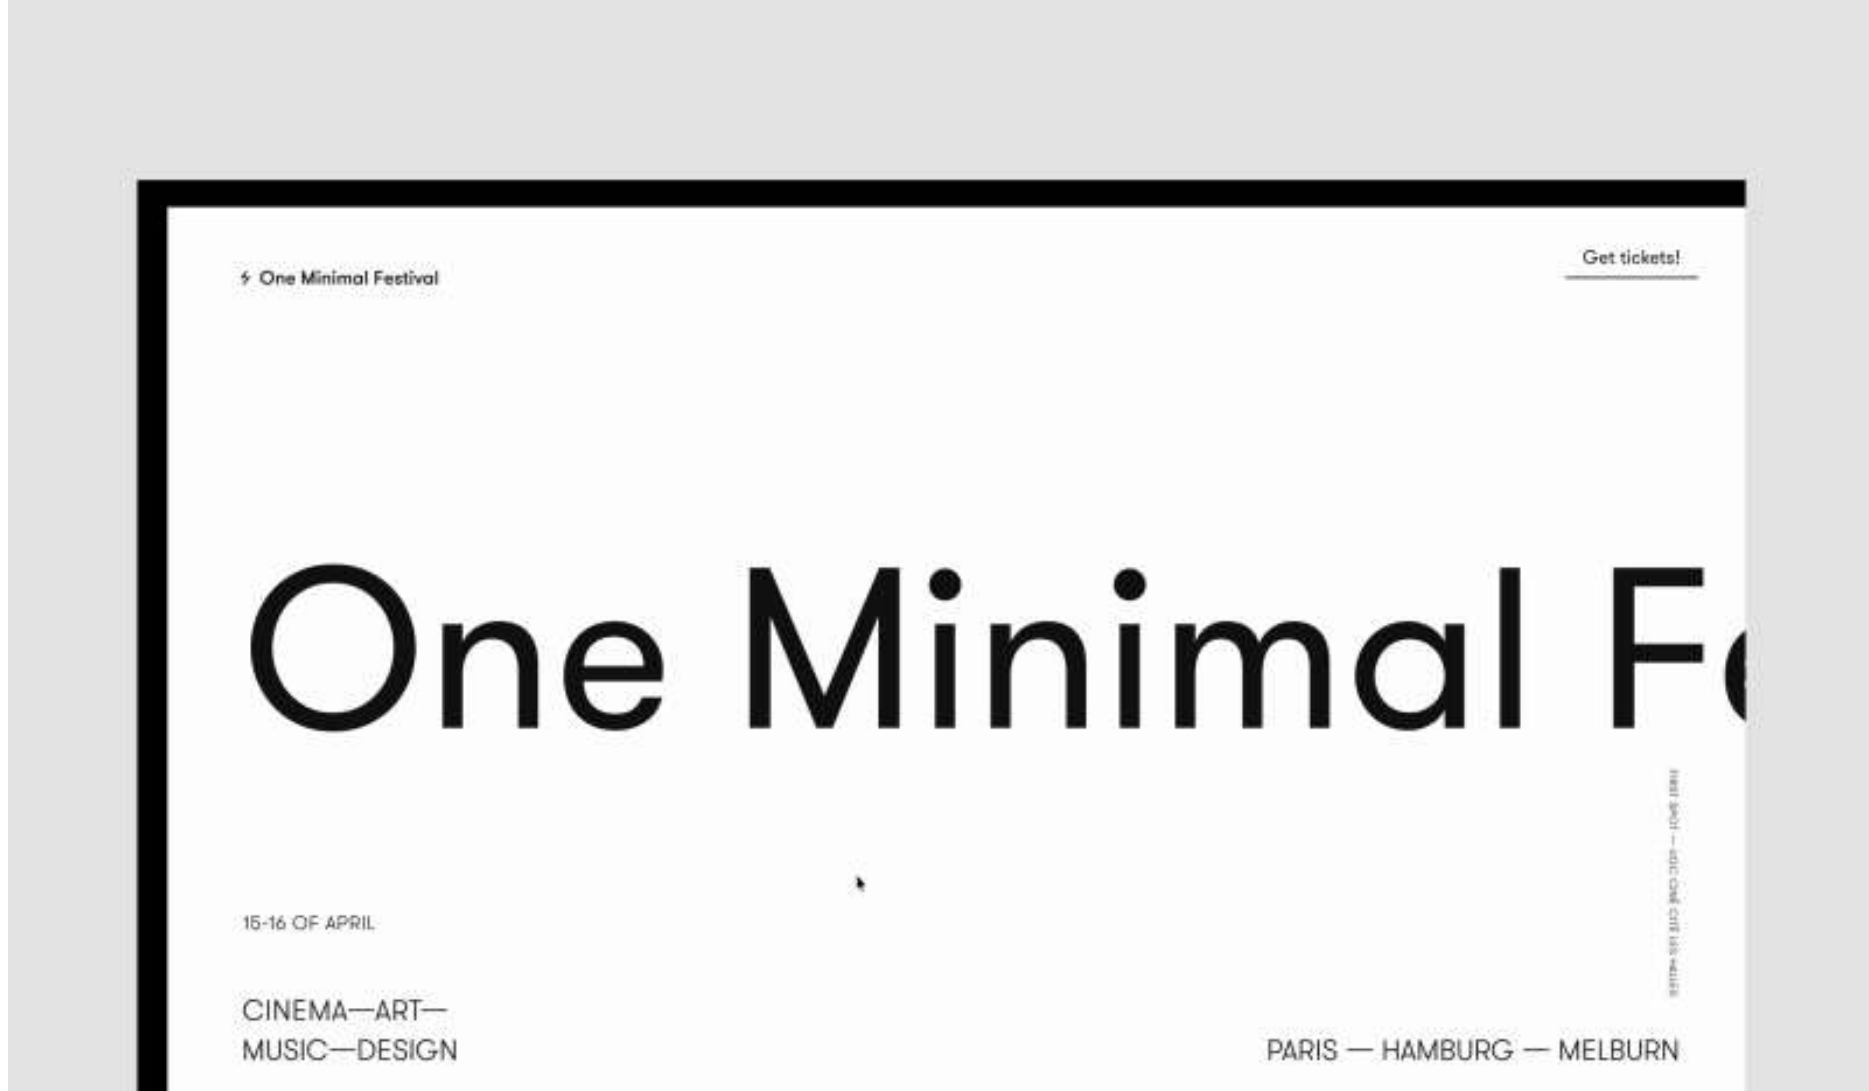 One Minimal Festival
Get tickets!
One Minimal Fe
15-16 OF APRIL
CINEMA—ART—
MUSIC—DESIGN
PARIS — HAMBURG — MELBURN